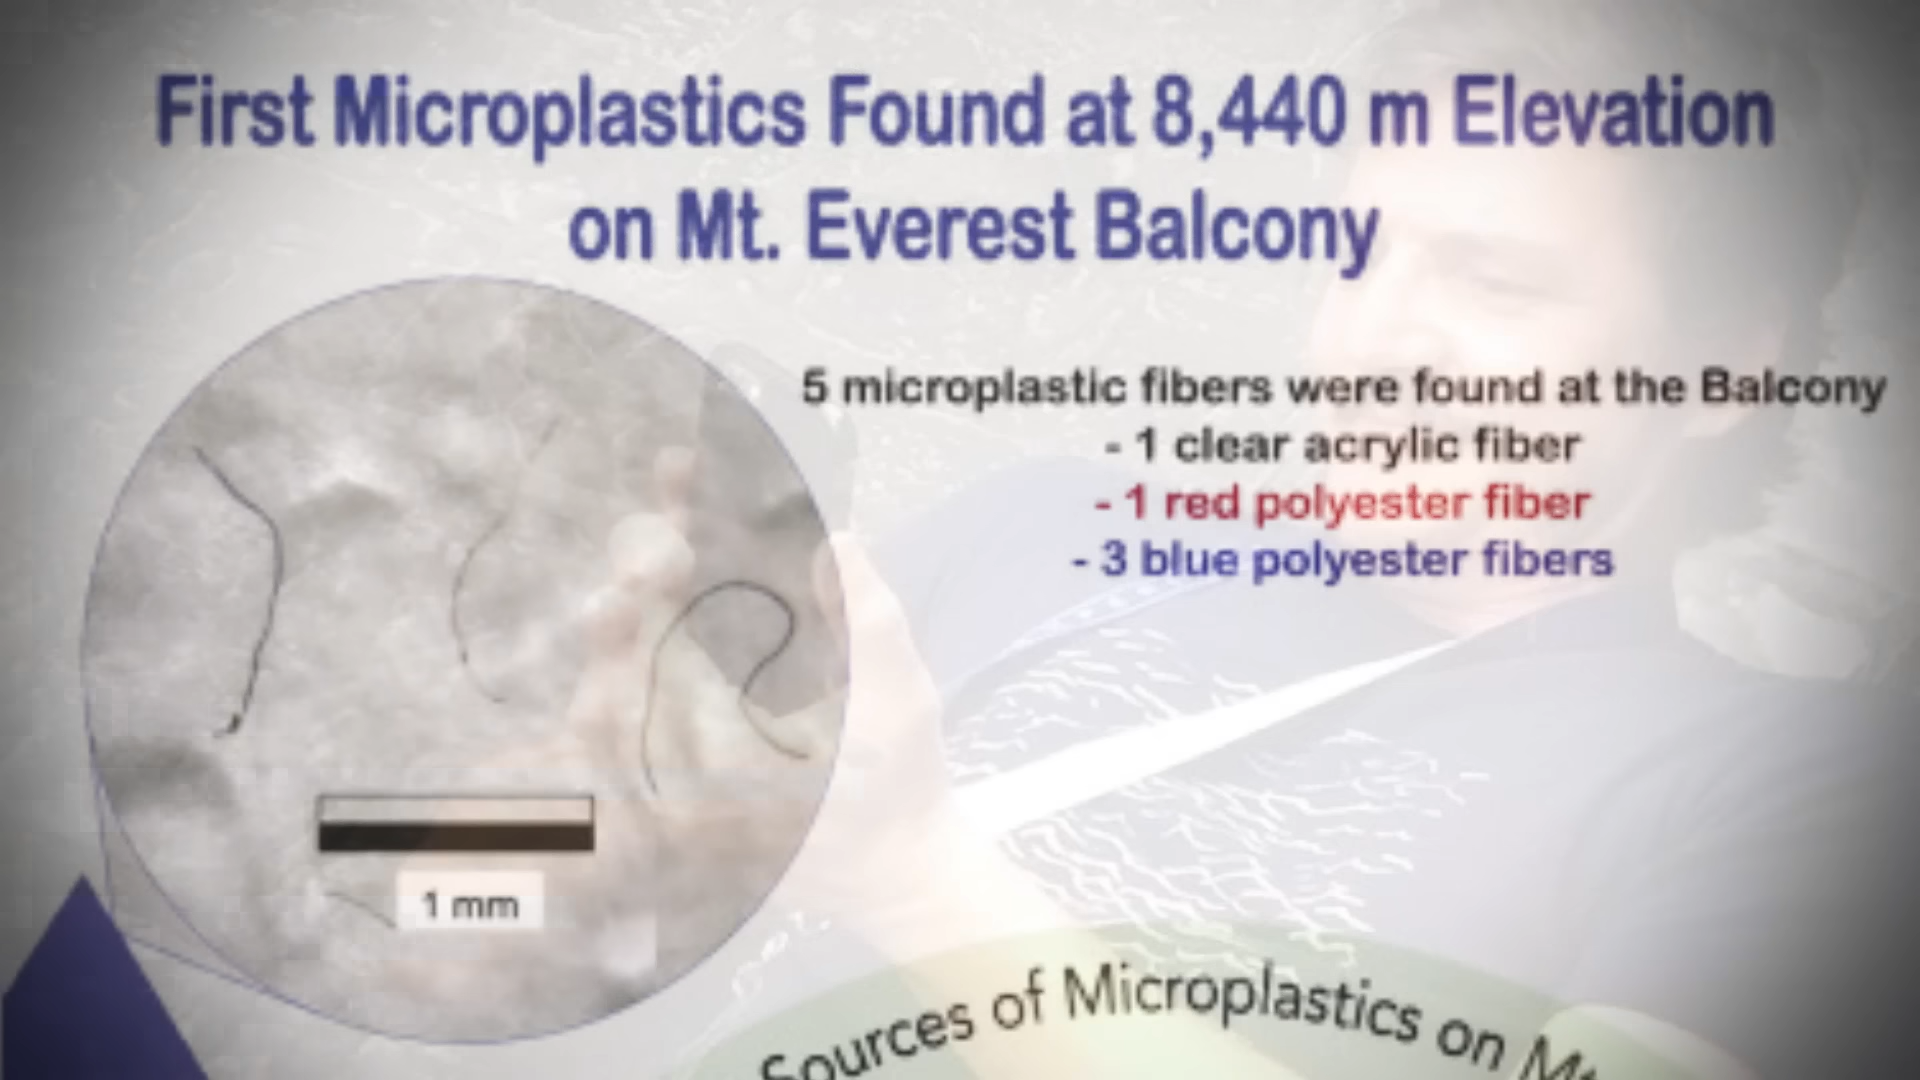 First Microplastics Found at 8,440 m Elevation
on Mt. Everest Balcony
5 microplastic fibers were found at the Balcony
- 1 clear acrylic fiber
- 1 red polyester fiber
- 3 blue polyester fibers
1 mm
Sources of Microplastics on